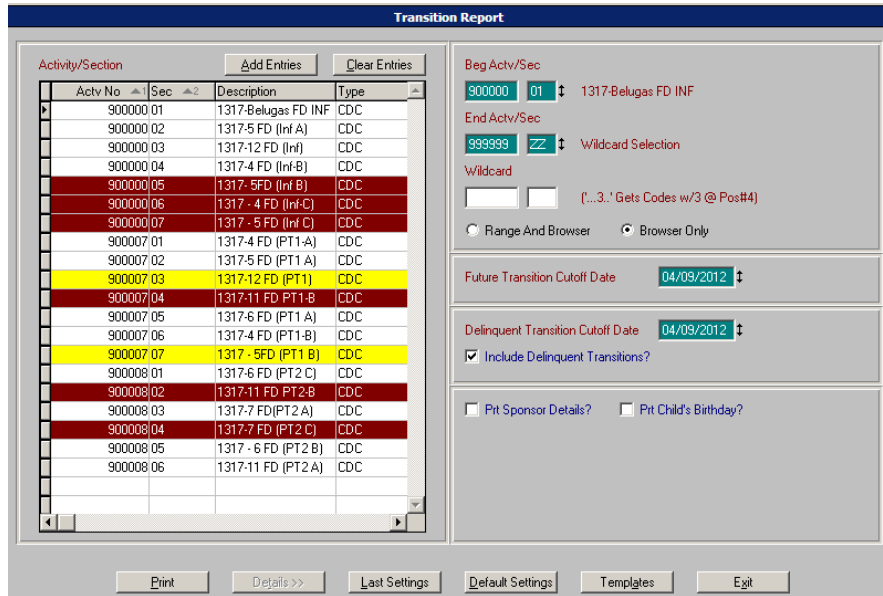 Transition Report
Activity/Section
Add Entries
Clear Entries
Actv No 1 Sec 2 Description Type
900000 01 1317-Belugas FD INF CDC
900000 02 1317-5 FD (Inf A) CDC
900000 03 1317-12 FD (Inf) CDC
900000 04 1317-4 FD (Inf-B) CDC
900000 05 1317- 5FD (Inf B) CDC
900000 06 1317 - 4 FD (Inf-C) CDC
900000 07 1317 - 5 FD (Inf C) CDC
900007 01 1317-4 FD (PT1-A) CDC
900007 02 1317-5 FD (PT1 A) CDC
900007 03 1317-12 FD (PT1) CDC
900007 04 1317-11 FD PT1-B CDC
900007 05 1317-6 FD (PT1 A) CDC
900007 06 1317-4 FD (PT1-B) CDC
900007 07 1317 - 5FD (PT1 B) CDC
900008 01 1317-6 FD (PT2 C) CDC
900008 02 1317-11 FD PT2-B CDC
900008 03 1317-7 FD(PT2 A) CDC
900008 04 1317-7 FD (PT2 C) CDC
900008 05 1317 - 6 FD (PT2 B) CDC
900008 06 1317-11 FD (PT2 A) CDC
Beg Actv/Sec
900000 01 1317-Belugas FD INF
End Actv/Sec
999999 ZZ Wildcard Selection
Wildcard
('...3..' Gets Codes w/3 @ Pos#4)
Range And Browser
Browser Only
Future Transition Cutoff Date 04/09/2012
Delinquent Transition Cutoff Date 04/09/2012
Include Delinquent Transitions?
Prt Sponsor Details?
Prt Child's Birthday?
Print
Details >>
Last Settings
Default Settings
Templates
Exit